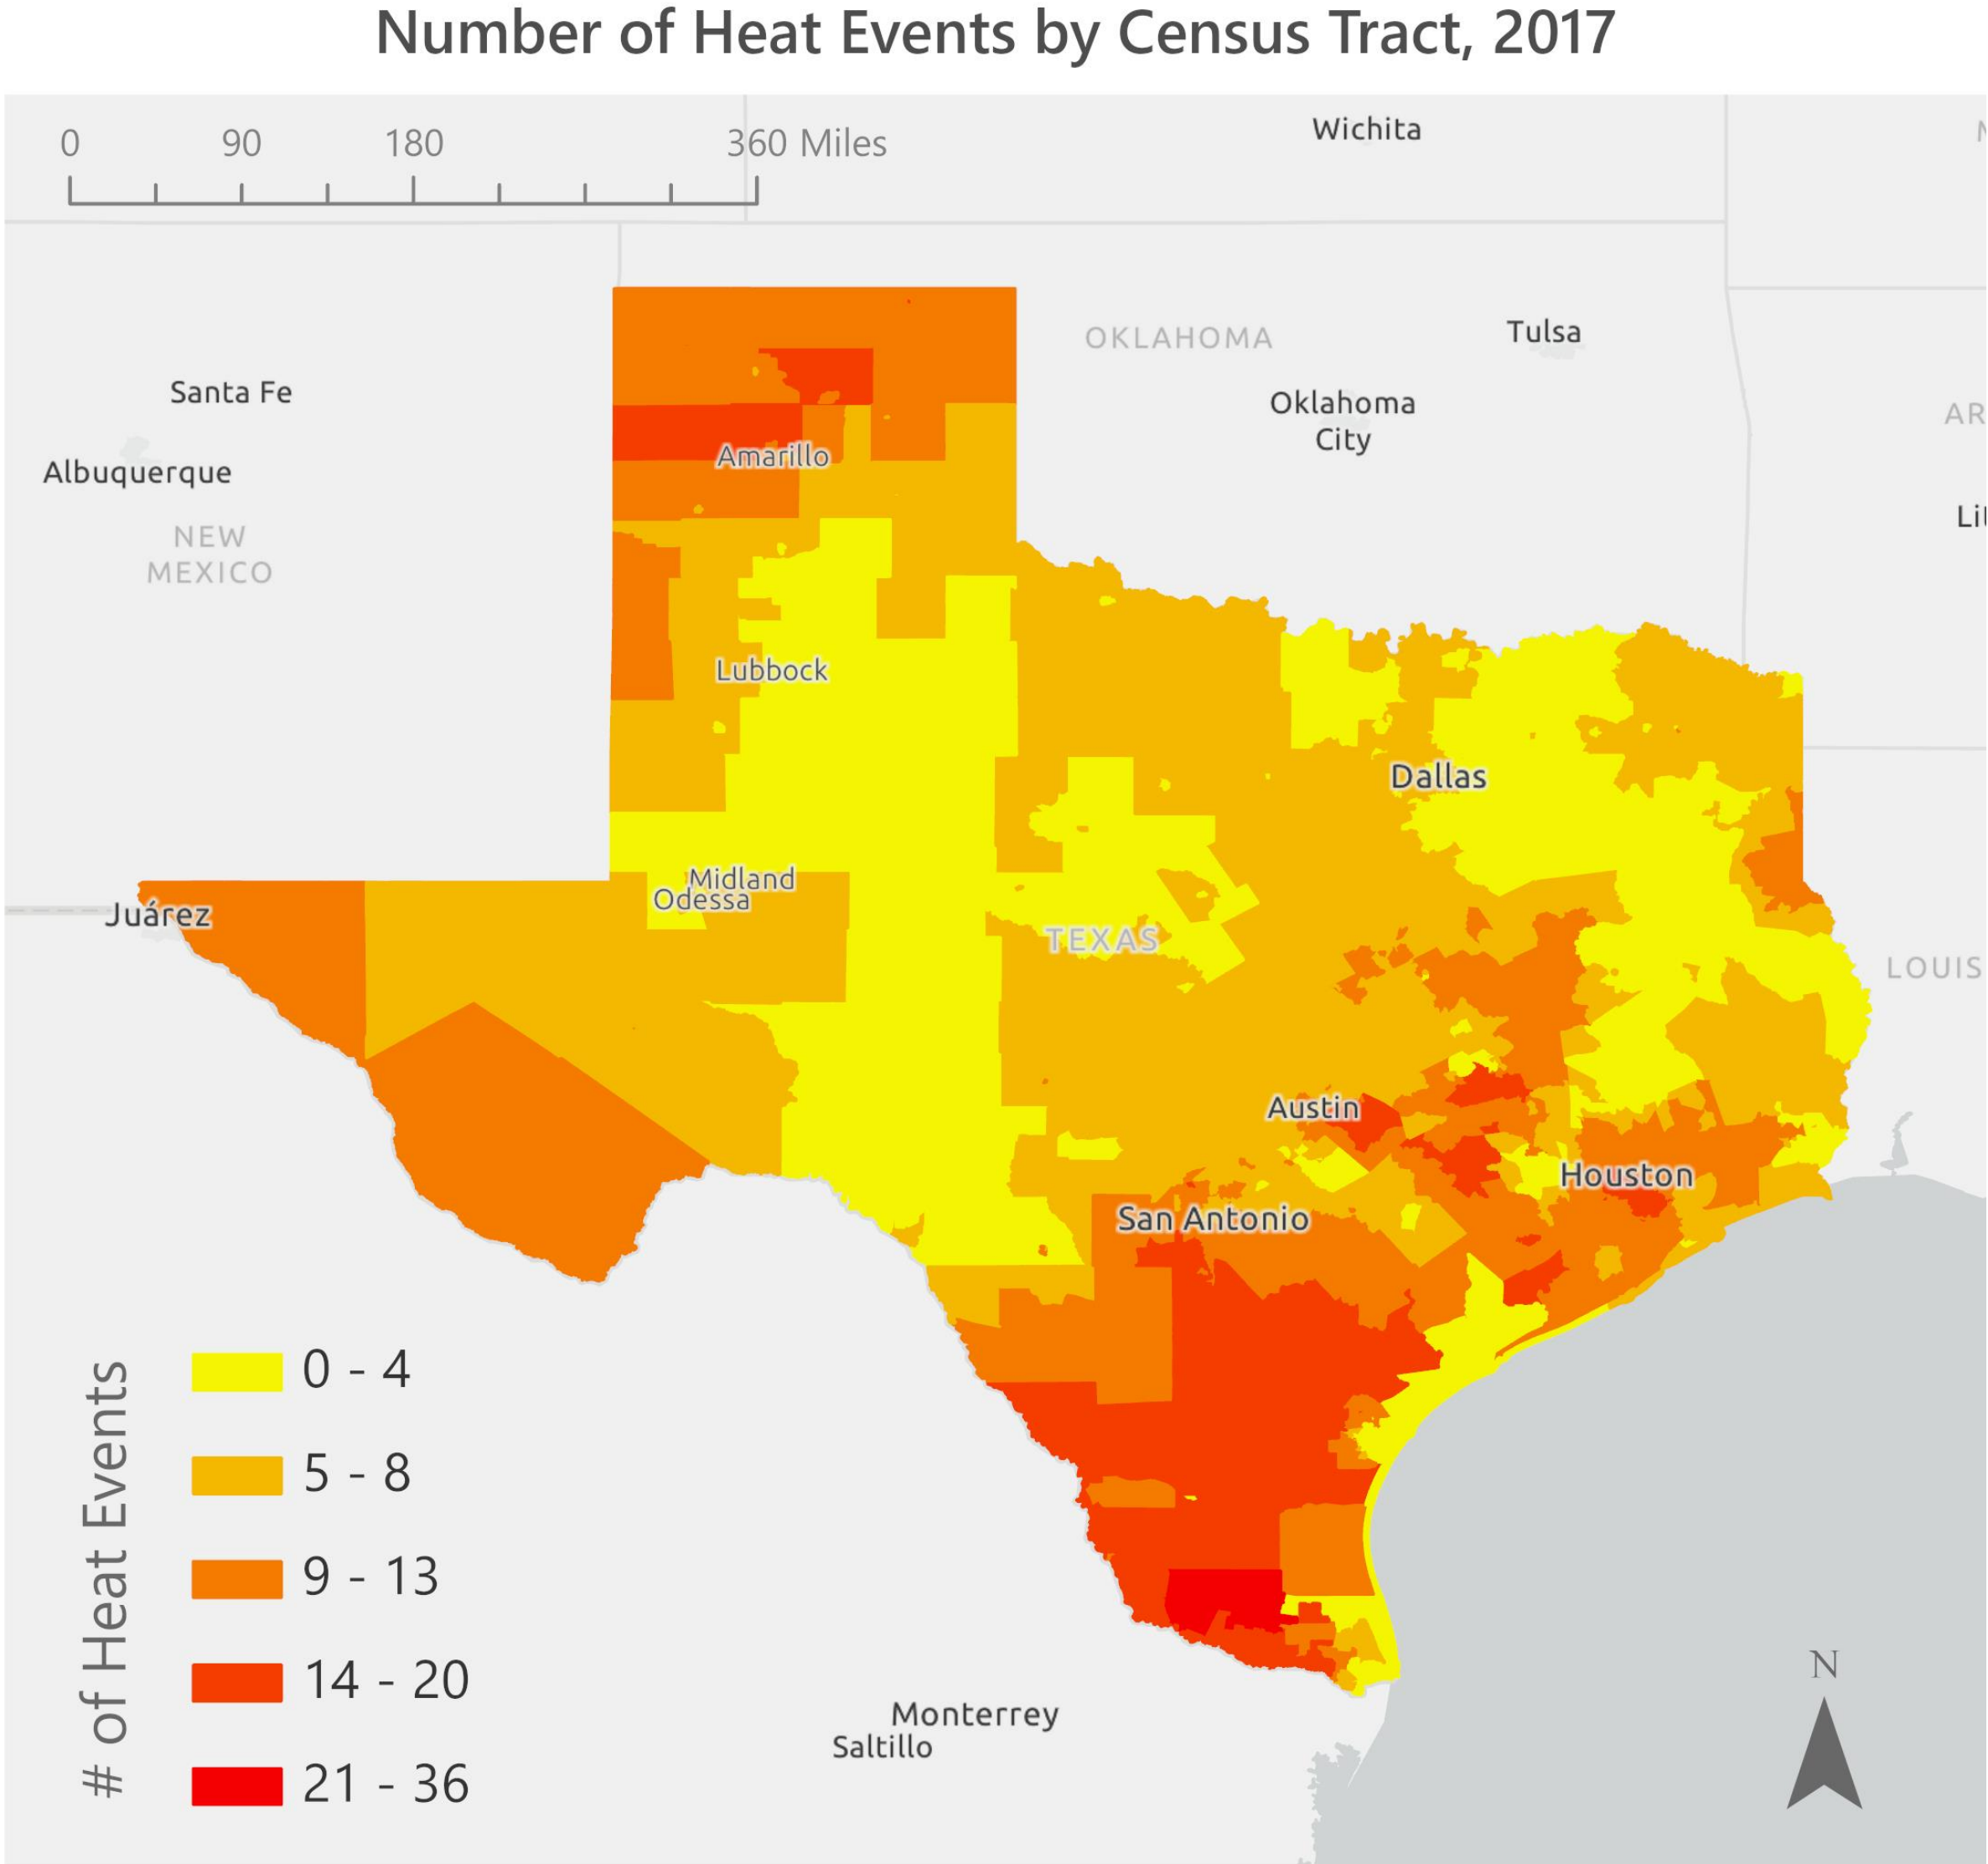 Number of Heat Events by Census Tract, 2017
0 90 180 360 Miles
Wichita
OKLAHOMA
Tulsa
Santa Fe
Oklahoma
City
AR
Albuquerque
Amarillo
NEW
MEXICO
Lit
Lubbock
Dallas
Midland
Odessa
Juárez
TEXAS
LOUIS
Austin
Houston
San Antonio
# of Heat Events
0 - 4
5 - 8
9 - 13
14 - 20
21 - 36
Monterrey
Saltillo
N